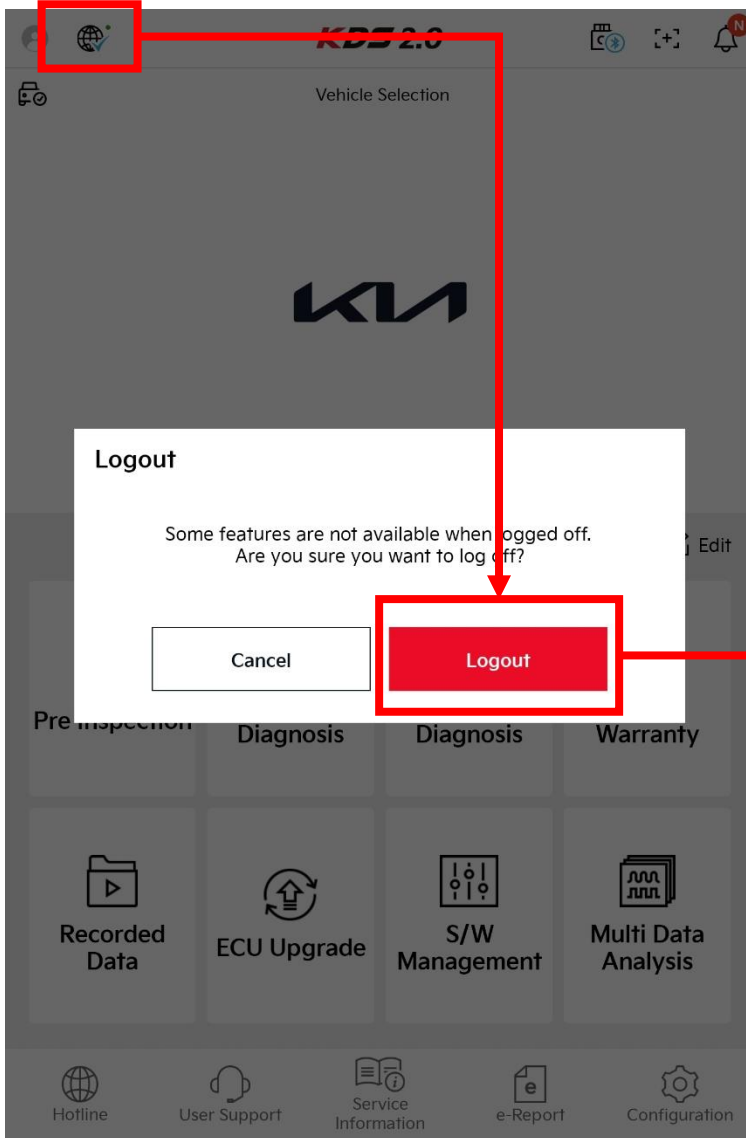 KDS 2.0
N
C
Vehicle Selection
KIA
Logout
Some features are not available when logged off.
Are you sure you want to log off?
Edit
Cancel
Logout
Pre Inspection
Diagnosis
Diagnosis
Warranty
Recorded
Data
ECU Upgrade
S/W
Management
Multi Data
Analysis
Hotline
User Support
Service
Information
e
e-Report
Configuration